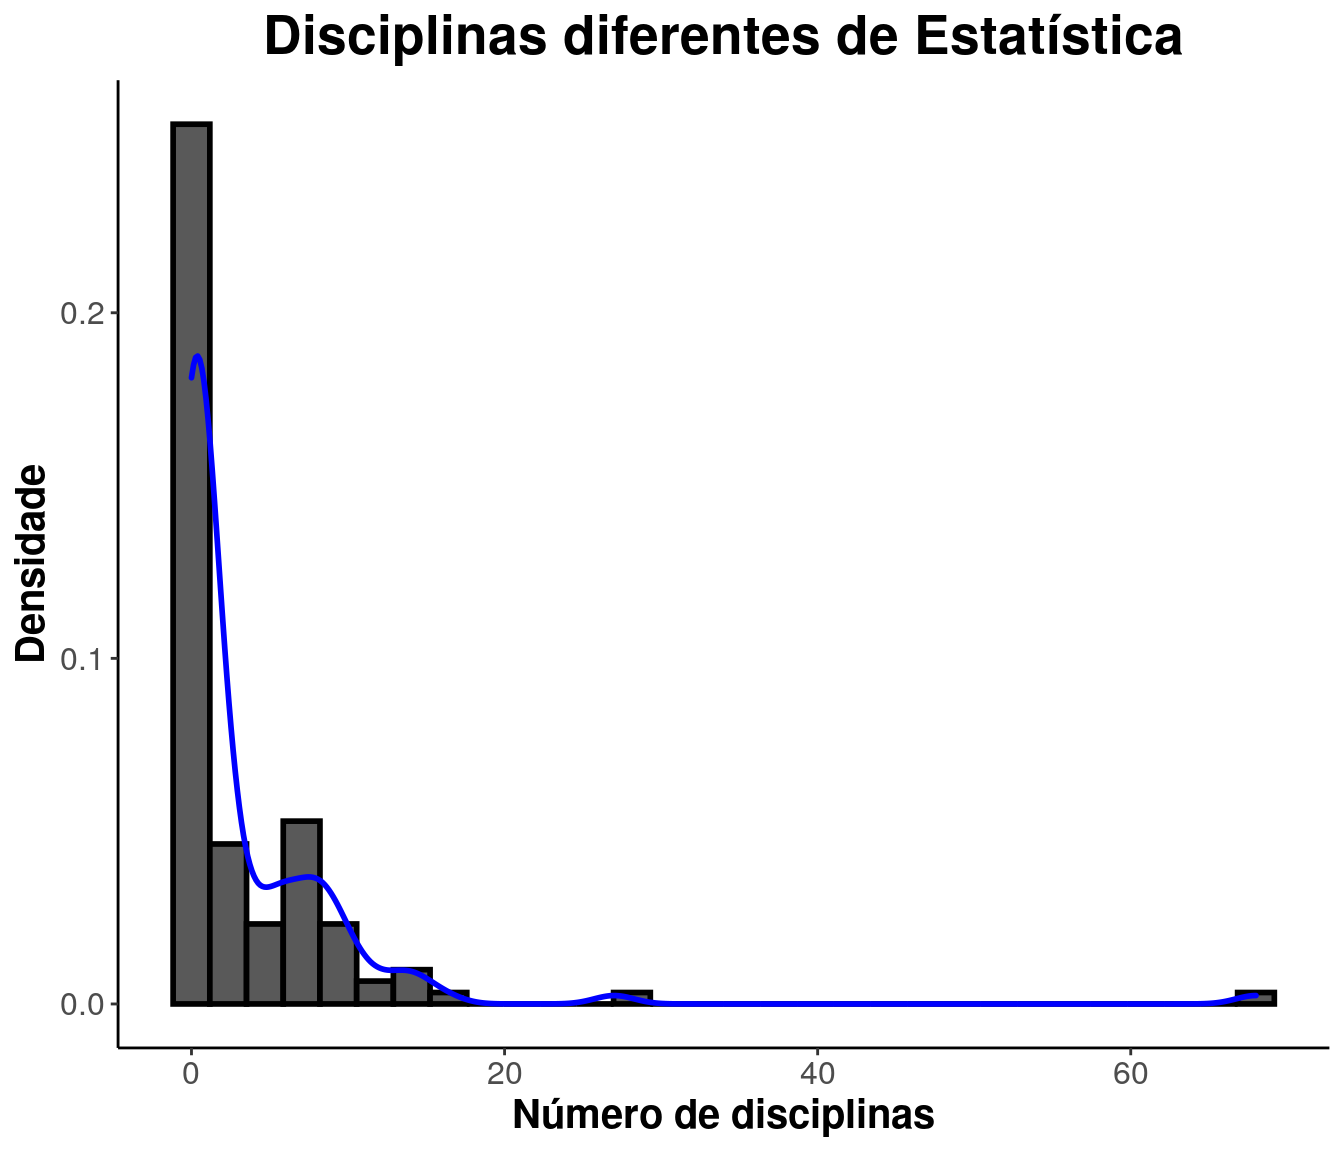 Disciplinas diferentes de Estatística
Densidade
0.2
0.1
0.0
0 20 40 60
Número de disciplinas